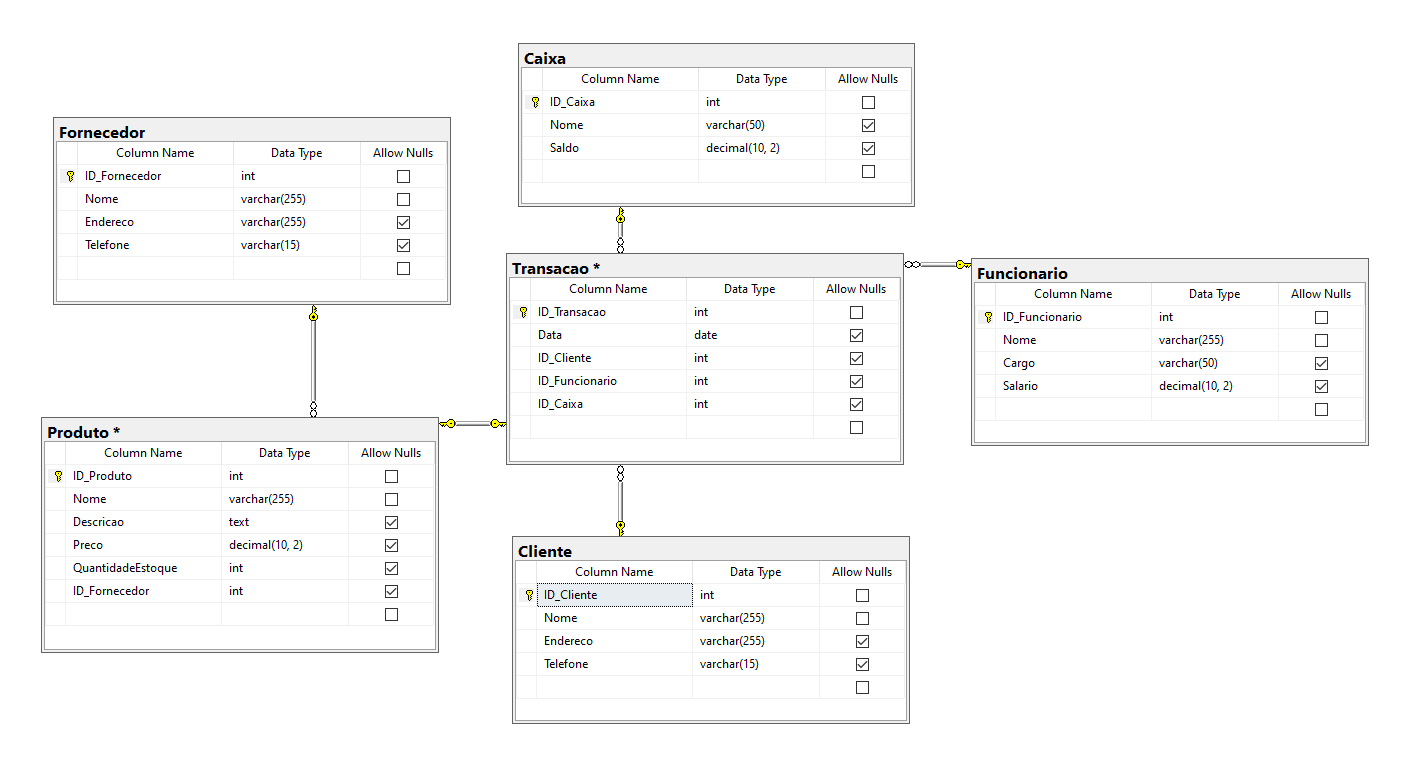 Caixa
Column Name Data Type Allow Nulls
ID_Caixa int
Nome varchar(50)
Saldo decimal(10, 2)
Fornecedor
Column Name Data Type Allow Nulls
ID_Fornecedor int
Nome varchar(255)
Endereco varchar(255)
Telefone varchar(15)
Transacao *
Column Name Data Type Allow Nulls
ID_Transacao int
Data date
ID_Cliente int
ID_Funcionario int
ID_Caixa int
Funcionario
Column Name Data Type Allow Nulls
ID_Funcionario int
Nome varchar(255)
Cargo varchar(50)
Salario decimal(10, 2)
Produto *
Column Name Data Type Allow Nulls
ID_Produto int
Nome varchar(255)
Descricao text
Preco decimal(10, 2)
QuantidadeEstoque int
ID_Fornecedor int
Cliente
Column Name Data Type Allow Nulls
ID_Cliente int
Nome varchar(255)
Endereco varchar(255)
Telefone varchar(15)